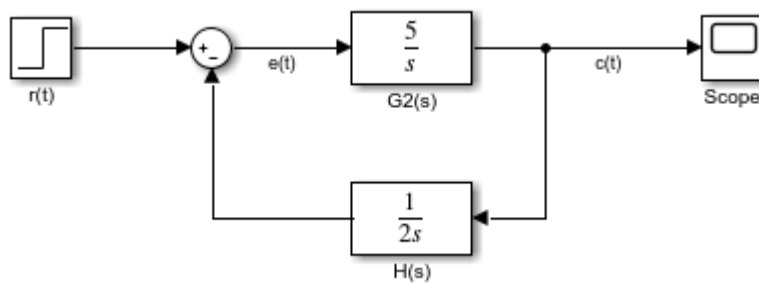 5
s
+
-
e(t)
c(t)
r(t)
G2(s)
Scope
1
2s
H(s)